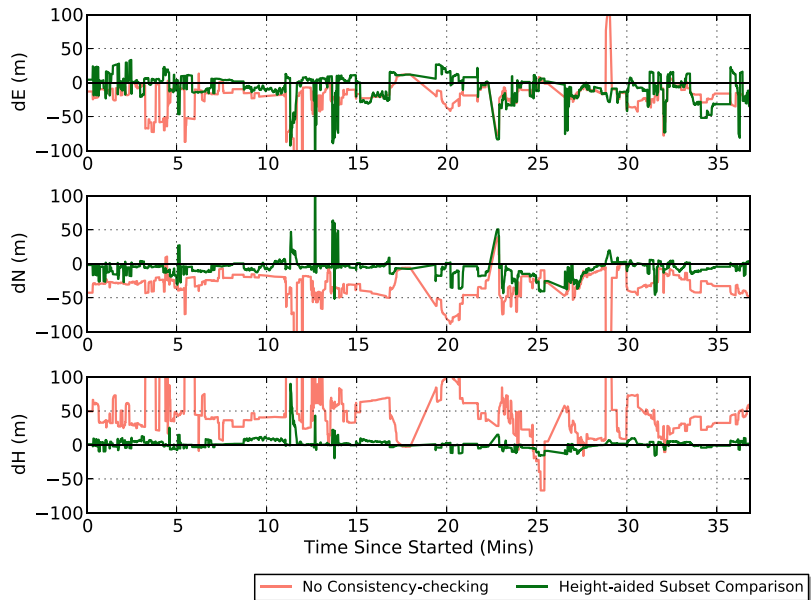 100
50
0
−50
−100
dE (m)
0 5 10 15 20 25 30 35
100
50
0
−50
−100
dN (m)
0 5 10 15 20 25 30 35
100
50
0
−50
−100
dH (m)
0 5 10 15 20 25 30 35
Time Since Started (Mins)
No Consistency-checking Height-aided Subset Comparison